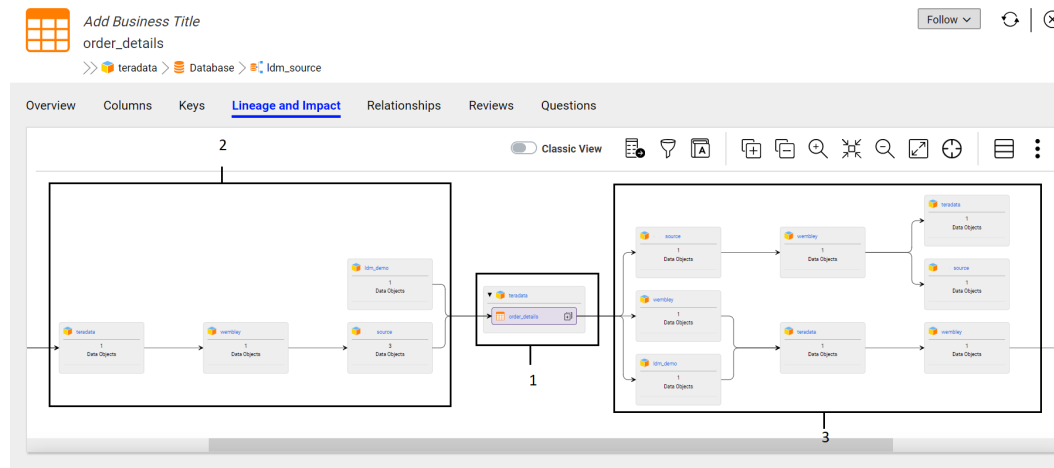 Add Business Title
Follow
order_details
teradata Database ldm_source
Overview Columns Keys Lineage and Impact Relationships Reviews Questions
2
Classic View
A
teradata
1
Data Objects
source
1
Data Objects
wembley
1
Data Objects
ldm_demo
1
Data Objects
source
1
Data Objects
teradata
order_details
wembley
1
Data Objects
teradata
1
Data Objects
wembley
1
Data Objects
source
3
Data Objects
teradata
1
Data Objects
wembley
1
Data Objects
ldm_demo
1
Data Objects
1
3